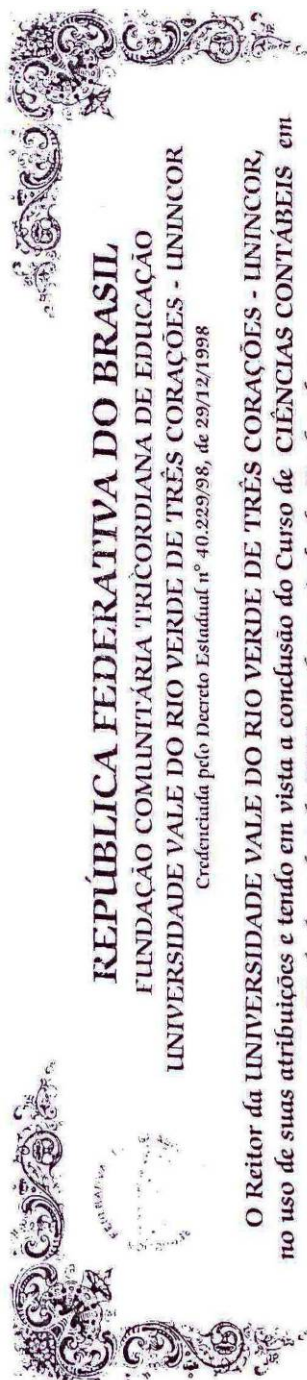 REPÚBLICA FEDERATIVA DO BRASIL
FUNDAÇÃO COMUNITÁRIA TRICORDIANA DE EDUCAÇÃO
UNIVERSIDADE VALE DO RIO VERDE DE TRÊS CORAÇÕES - UNINCOR
Credenciada pelo Decreto Estadual nº 40.229/98, de 29/12/1998
O Reitor da UNIVERSIDADE VALE DO RIO VERDE DE TRÊS CORAÇÕES - UNINCOR,
no uso de suas atribuições e tendo em vista a conclusão do Curso de CIÊNCIAS CONTÁBEIS em